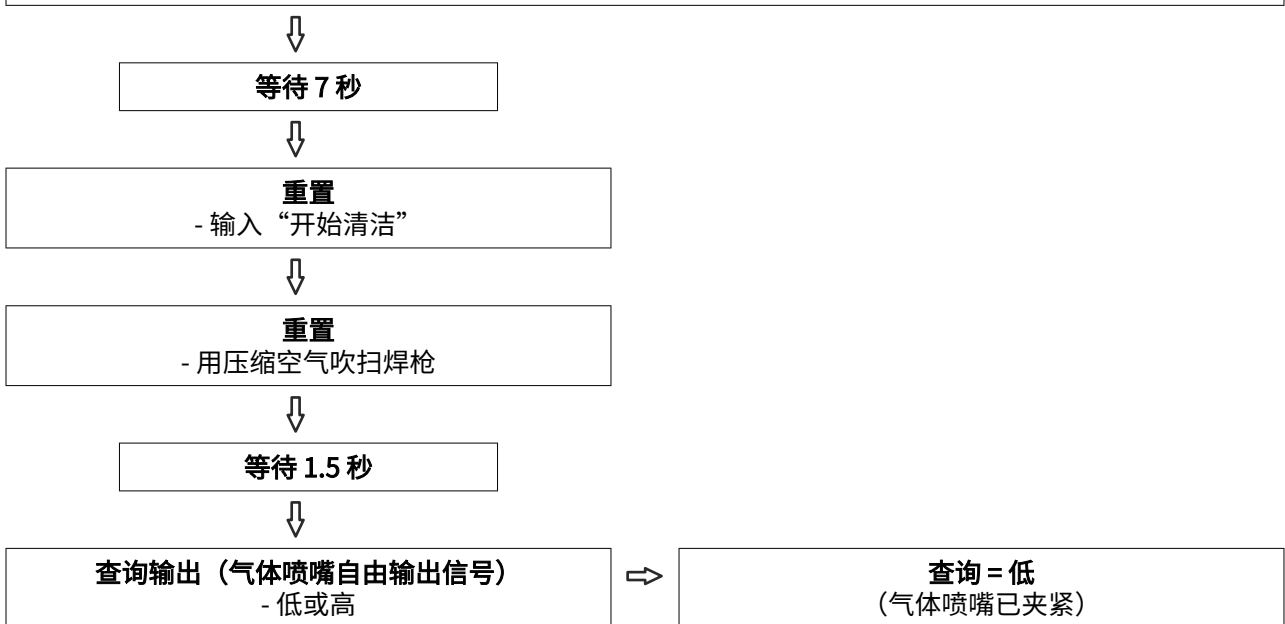 等待 7 秒
重置
- 输入“开始清洁”
重置
- 用压缩空气吹扫焊枪
等待 1.5 秒
查询输出（气体喷嘴自由输出信号）
- 低或高
查询 = 低
（气体喷嘴已夹紧）